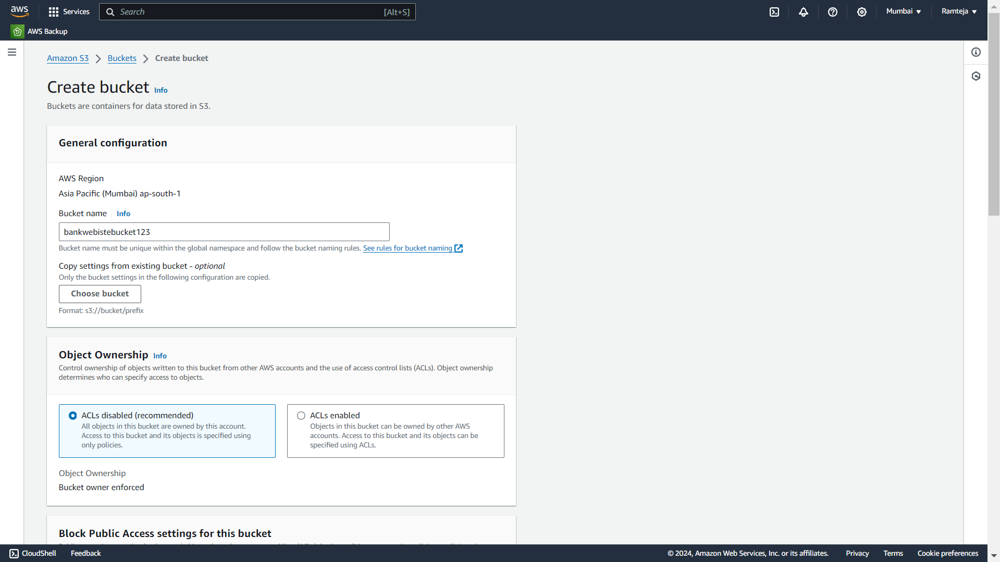 aws
Services
Search
[Alt+S]
Mumbai
Ramteja
AWS Backup
Amazon S3
Buckets
Create bucket
Create bucket Info
Buckets are containers for data stored in S3.
General configuration
AWS Region
Asia Pacific (Mumbai) ap-south-1
Bucket name Info
bankwebistebucket123
Bucket name must be unique within the global namespace and follow the bucket naming rules. See rules for bucket naming
Copy settings from existing bucket - optional
Only the bucket settings in the following configuration are copied.
Choose bucket
Format: s3://bucket/prefix
Object Ownership Info
Control ownership of objects written to this bucket from other AWS accounts and the use of access control lists (ACLs). Object ownership
determines who can specify access to objects.
ACLs disabled (recommended)
All objects in this bucket are owned by this account.
Access to this bucket and its objects is specified using
only policies.
ACLs enabled
Objects in this bucket can be owned by other AWS
accounts. Access to this bucket and its objects can be
specified using ACLs.
Object Ownership
Bucket owner enforced
Block Public Access settings for this bucket
CloudShell
Feedback
© 2024, Amazon Web Services, Inc. or its affiliates.
Privacy
Terms
Cookie preferences